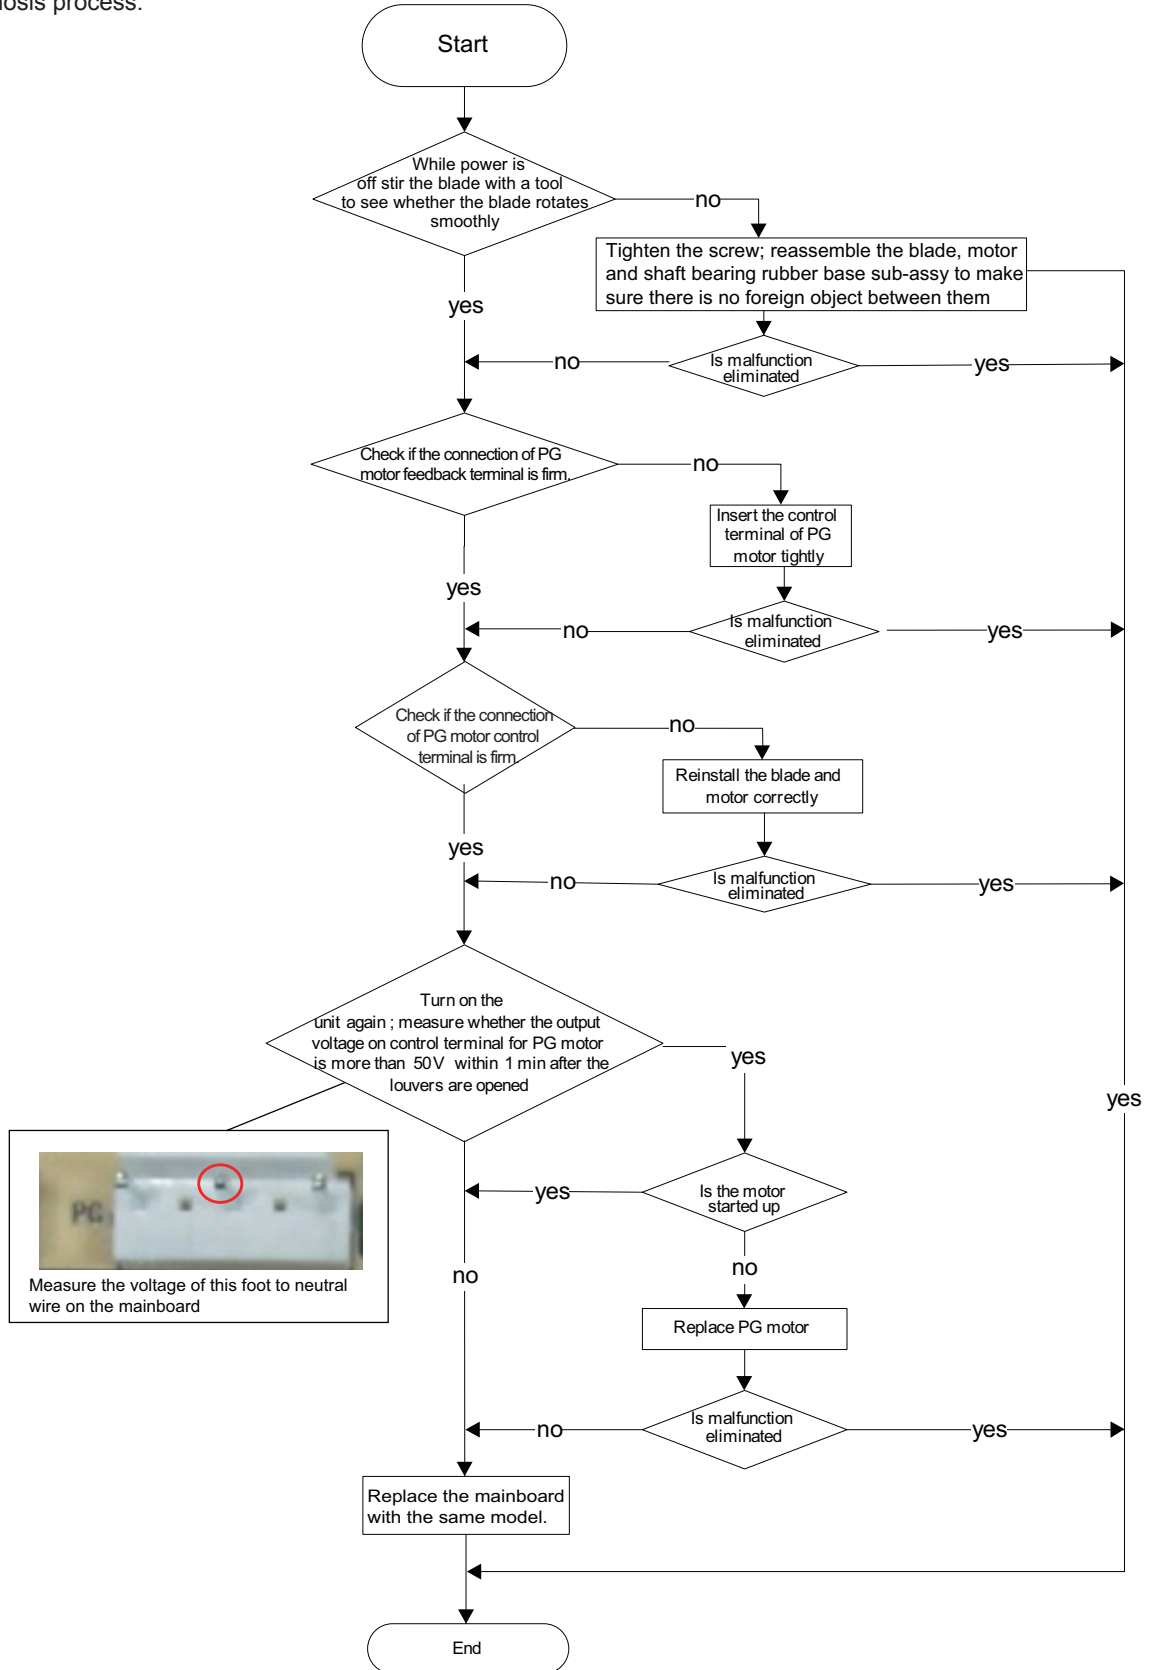 nosis process:
Start
While power is
off stir the blade with a tool
to see whether the blade rotates
smoothly
no
Tighten the screw; reassemble the blade, motor
and shaft bearing rubber base sub-assy to make
sure there is no foreign object between them
yes
Is malfunction
eliminated
no
yes
Check if the connection of PG
motor feedback terminal is firm.
no
Insert the control
terminal of PG
motor tightly
yes
Is malfunction
eliminated
no
yes
Check if the connection
of PG motor control
terminal is firm.
no
Reinstall the blade and
motor correctly
yes
Is malfunction
eliminated
no
yes
Turn on the
unit again ; measure whether the output
voltage on control terminal for PG motor
is more than 50V within 1 min after the
louvers are opened
yes
yes
PG
Measure the voltage of this foot to neutral
wire on the mainboard
Is the motor
started up
yes
no
no
Replace PG motor
Is malfunction
eliminated
no
yes
Replace the mainboard
with the same model.
End